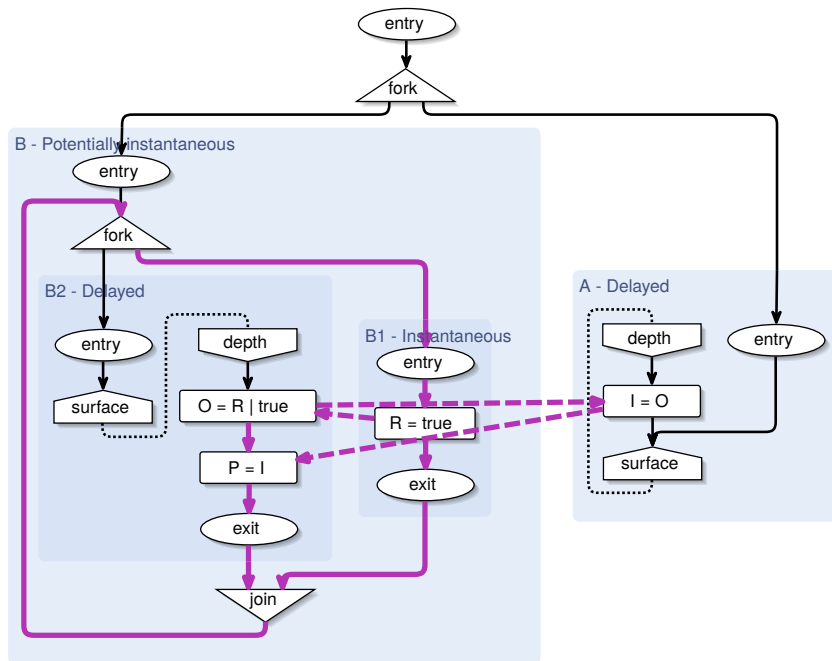 entry
fork
B - Potentially instantaneous
entry
fork
B2 - Delayed
entry
surface
depth
O = R | true
P = I
exit
B1 - Instantaneous
entry
R = true
exit
join
A - Delayed
depth
entry
I = O
surface